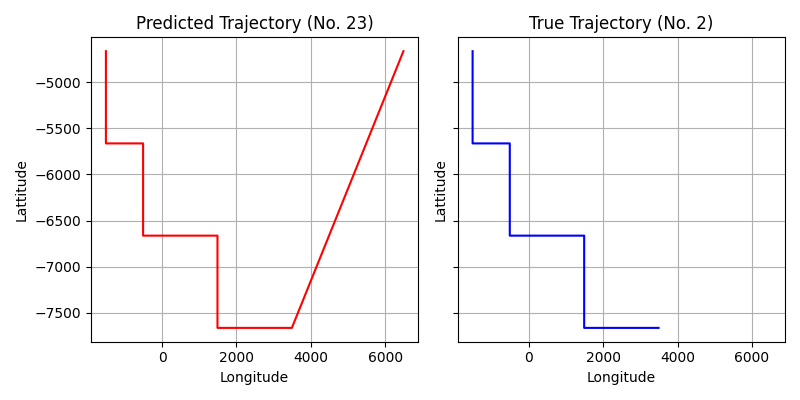 Predicted Trajectory (No. 23)
True Trajectory (No. 2)
Lattitude
−5000
−5500
−6000
−6500
−7000
−7500
0
2000
4000
6000
Longitude
Lattitude
0
2000
4000
6000
Longitude